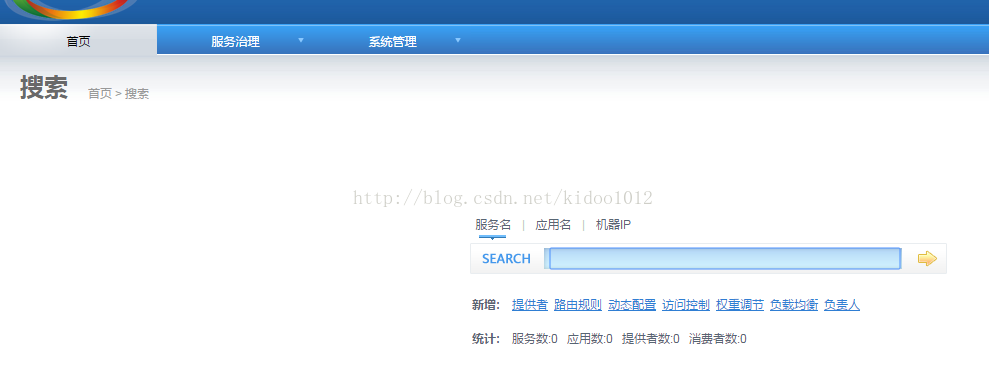 首页 服务治理 系统管理
搜索 首页 > 搜索
http://blog.csdn.net/kidoo1012
服务名 | 应用名 | 机器IP
SEARCH
新增： 提供者 路由规则 动态配置 访问控制 权重调节 负载均衡 负责人
统计： 服务数:0 应用数:0 提供者数:0 消费者数:0